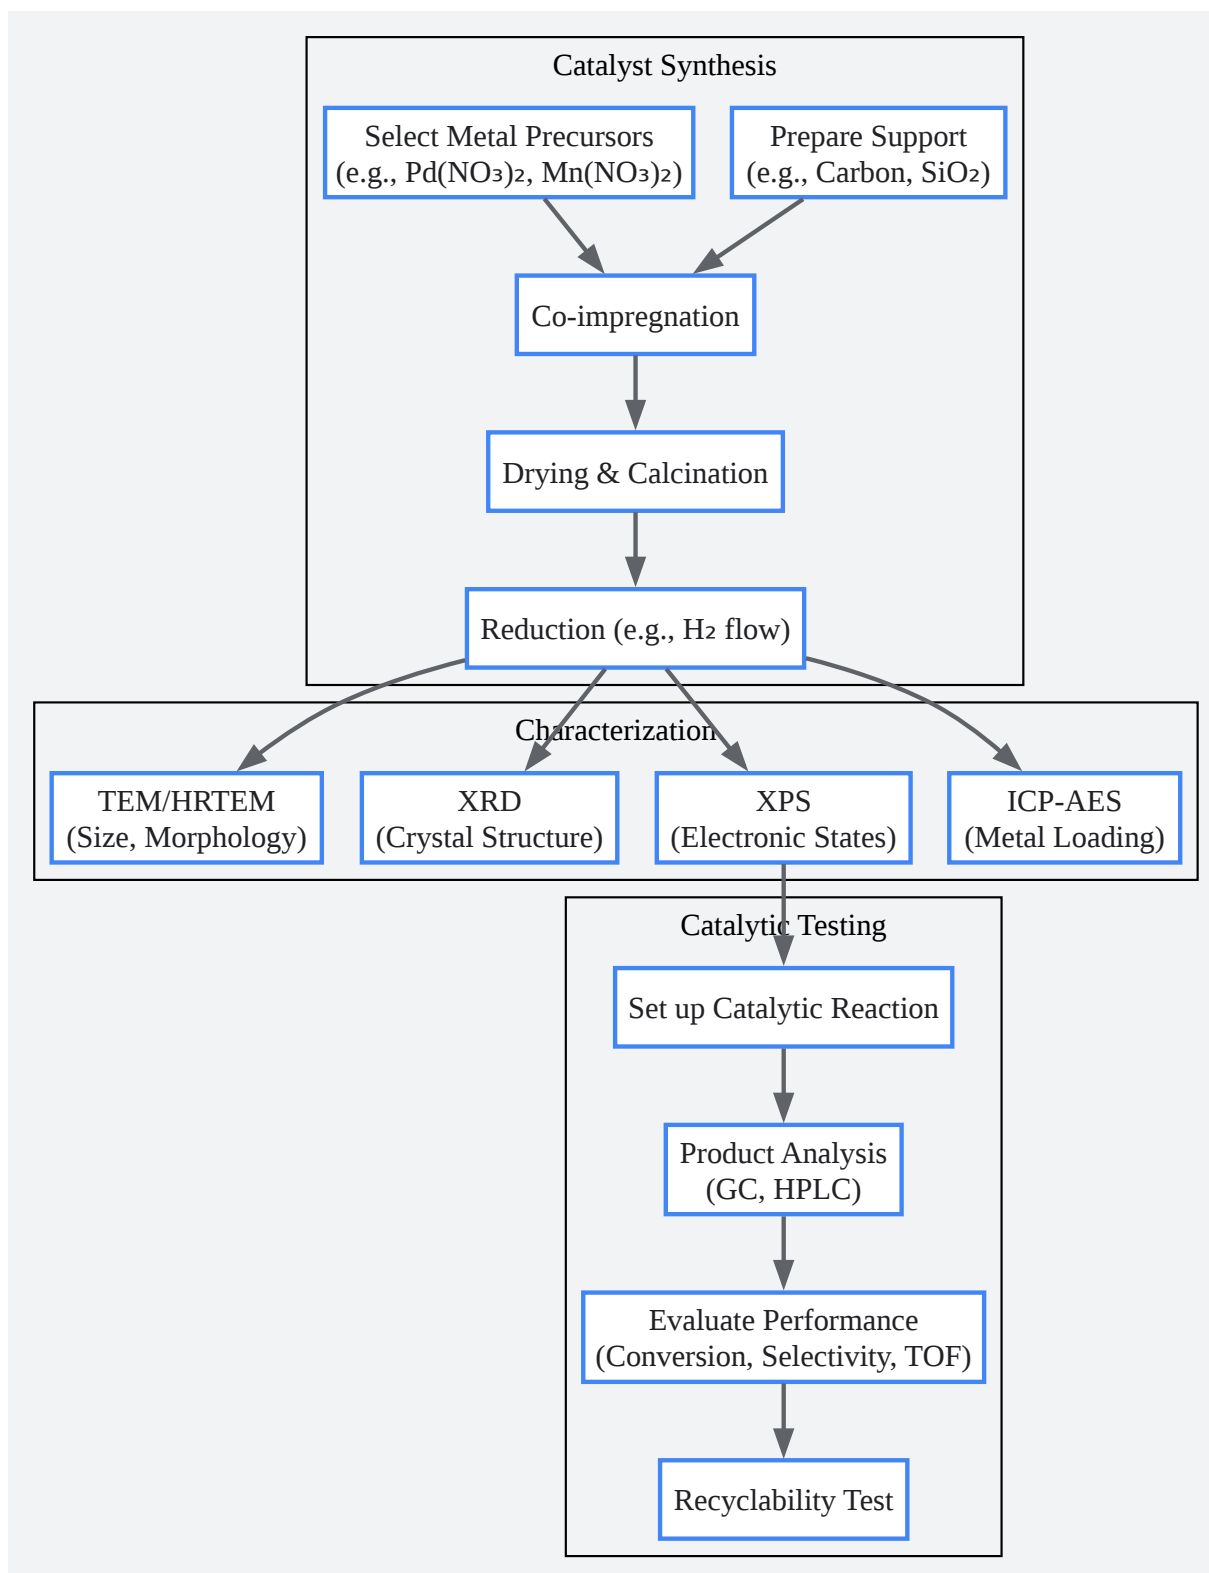 Catalyst Synthesis
Select Metal Precursors
(e.g., Pd(NO₃)₂, Mn(NO₃)₂)
Prepare Support
(e.g., Carbon, SiO₂)
Co-impregnation
Drying & Calcination
Reduction (e.g., H₂ flow)
Characterization
TEM/HRTEM
(Size, Morphology)
XRD
(Crystal Structure)
XPS
(Electronic States)
ICP-AES
(Metal Loading)
Catalytic Testing
Set up Catalytic Reaction
Product Analysis
(GC, HPLC)
Evaluate Performance
(Conversion, Selectivity, TOF)
Recyclability Test